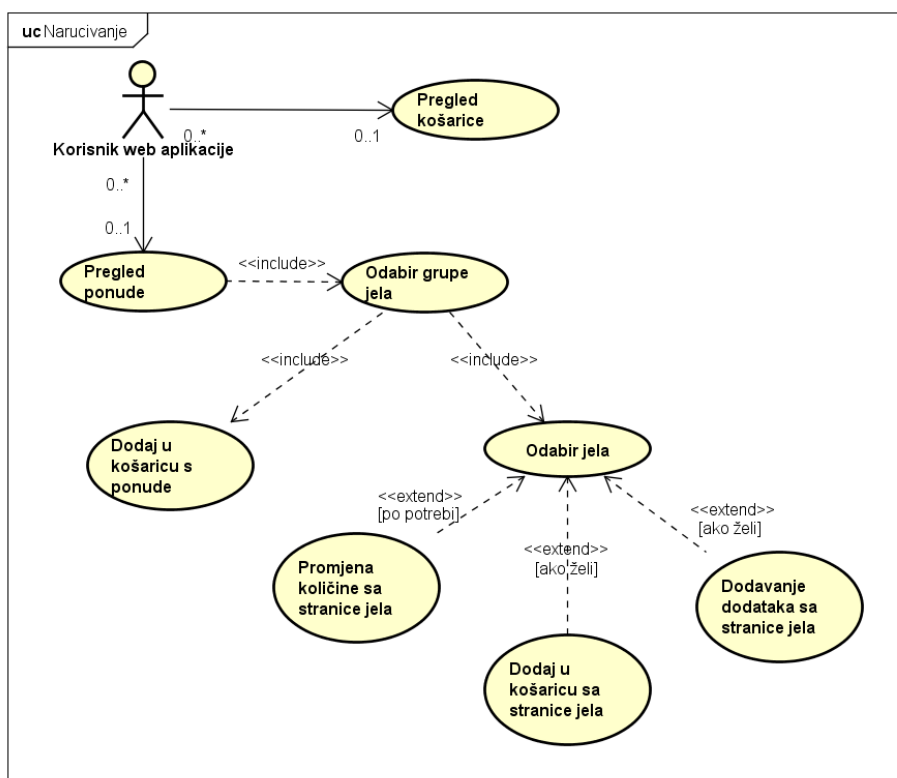 uc Narucivanje
Pregled
košarice
0..*
0..1
Korisnik web aplikacije
0..*
0..1
Pregled
ponude
<<include>>
Odabir grupe
jela
<<include>>
<<include>>
Dodaj u
košaricu s
ponude
Odabir jela
<<extend>>
[po potrebi]
<<extend>>
[ako želi]
<<extend>>
[ako želi]
Promjena
količine sa
stranice jela
Dodavanje
dodataka sa
stranice jela
Dodaj u
košaricu sa
stranice jela